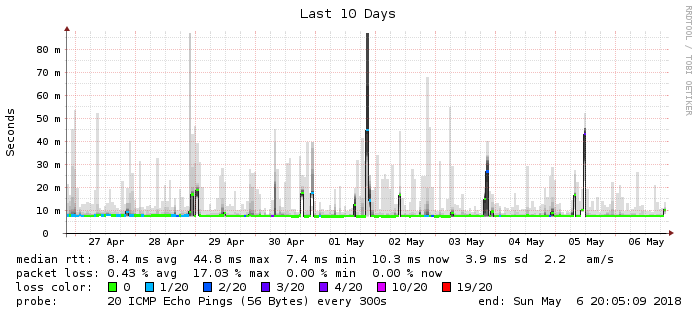 Last 10 Days
RRDTOOL / TOBI OETIKER
Seconds
80 m
70 m
60 m
50 m
40 m
30 m
20 m
10 m
0
27 Apr 28 Apr 29 Apr 30 Apr 01 May 02 May 03 May 04 May 05 May 06 May
median rtt: 8.4 ms avg 44.8 ms max 7.4 ms min 10.3 ms now 3.9 ms sd 2.2 am/s
packet loss: 0.43 % avg 17.03 % max 0.00 % min 0.00 % now
loss color: 0 1/20 2/20 3/20 4/20 10/20 19/20
probe: 20 ICMP Echo Pings (56 Bytes) every 300s end: Sun May 6 20:05:09 2018